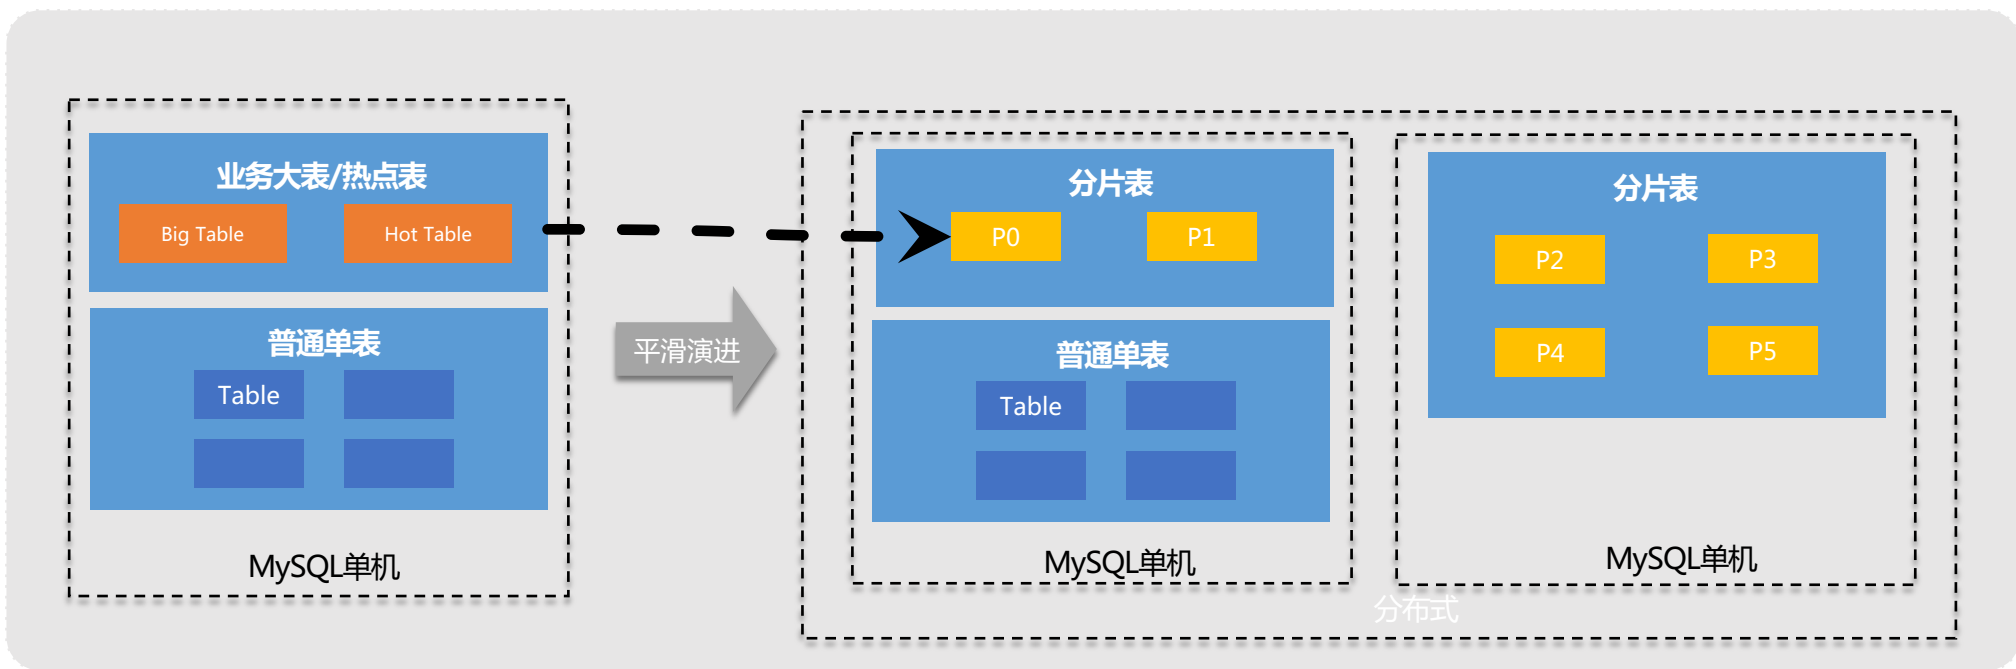 业务大表/热点表
Big Table
Hot Table
普通单表
Table
MySQL单机
平滑演进
分片表
P0
P1
普通单表
Table
MySQL单机
分片表
P2
P3
P4
P5
MySQL单机
分布式